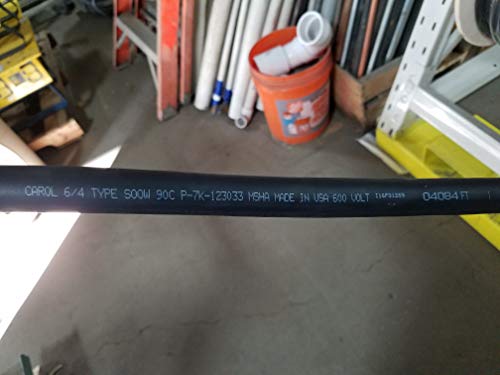 CAROL 6/4 TYPE SOOW 90C P-7K-123033 MSHA MADE IN USA 600 VOLT 04084 FT